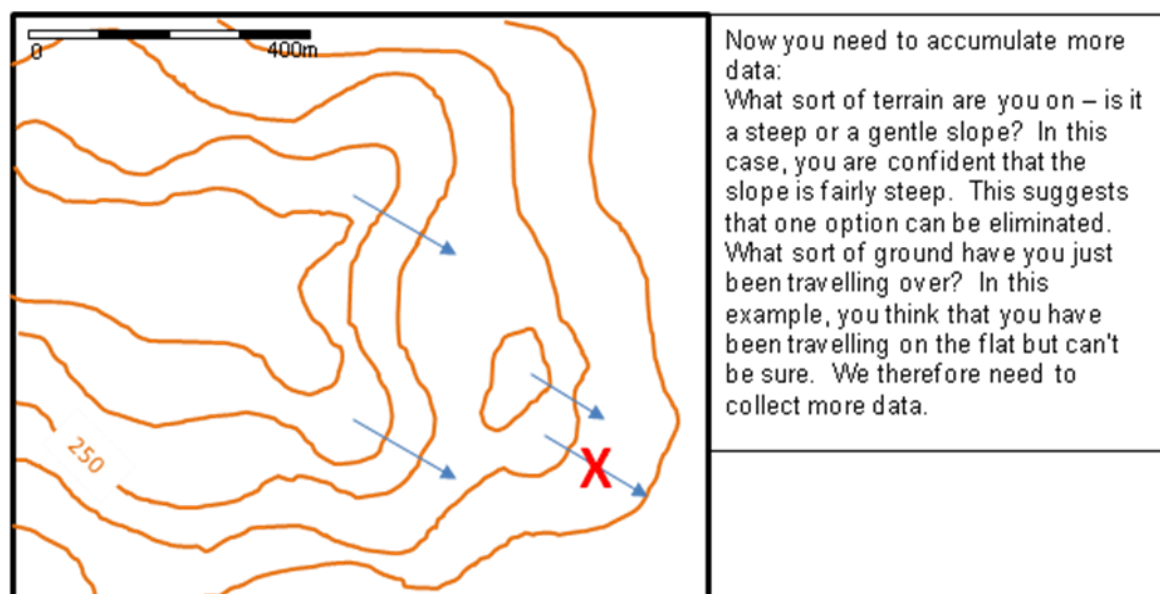 0
400m
250
X
Now you need to accumulate more
data:
What sort of terrain are you on – is it
a steep or a gentle slope? In this
case, you are confident that the
slope is fairly steep. This suggests
that one option can be eliminated.
What sort of ground have you just
been travelling over? In this
example, you think that you have
been travelling on the flat but can't
be sure. We therefore need to
collect more data.